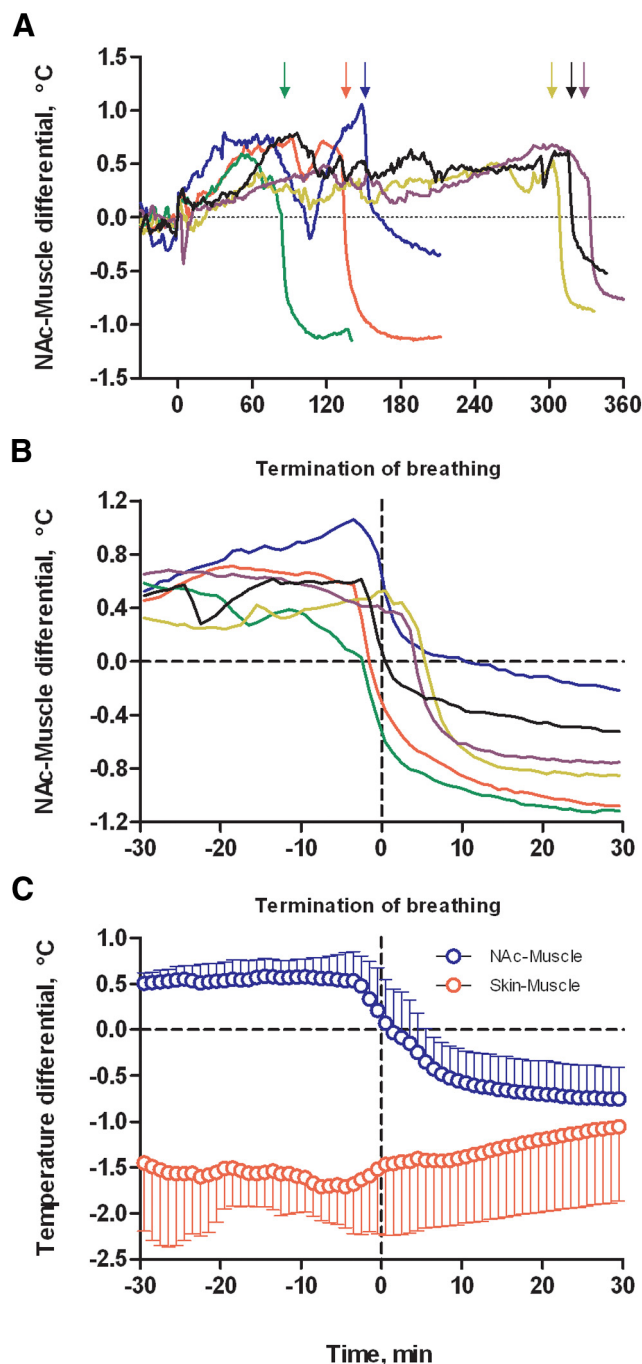 A
NAc-Muscle differential, °C
1.5
1.0
0.5
0.0
-0.5
-1.0
-1.5
0 60 120 180 240 300 360
B
Termination of breathing
NAc-Muscle differential, °C
1.2
0.8
0.4
0.0
-0.4
-0.8
-1.2
-30 -20 -10 0 10 20 30
C
Termination of breathing
Temperature differential, °C
1.0
0.5
0.0
-0.5
-1.0
-1.5
-2.0
-2.5
NAc-Muscle
Skin-Muscle
-30 -20 -10 0 10 20 30
Time, min